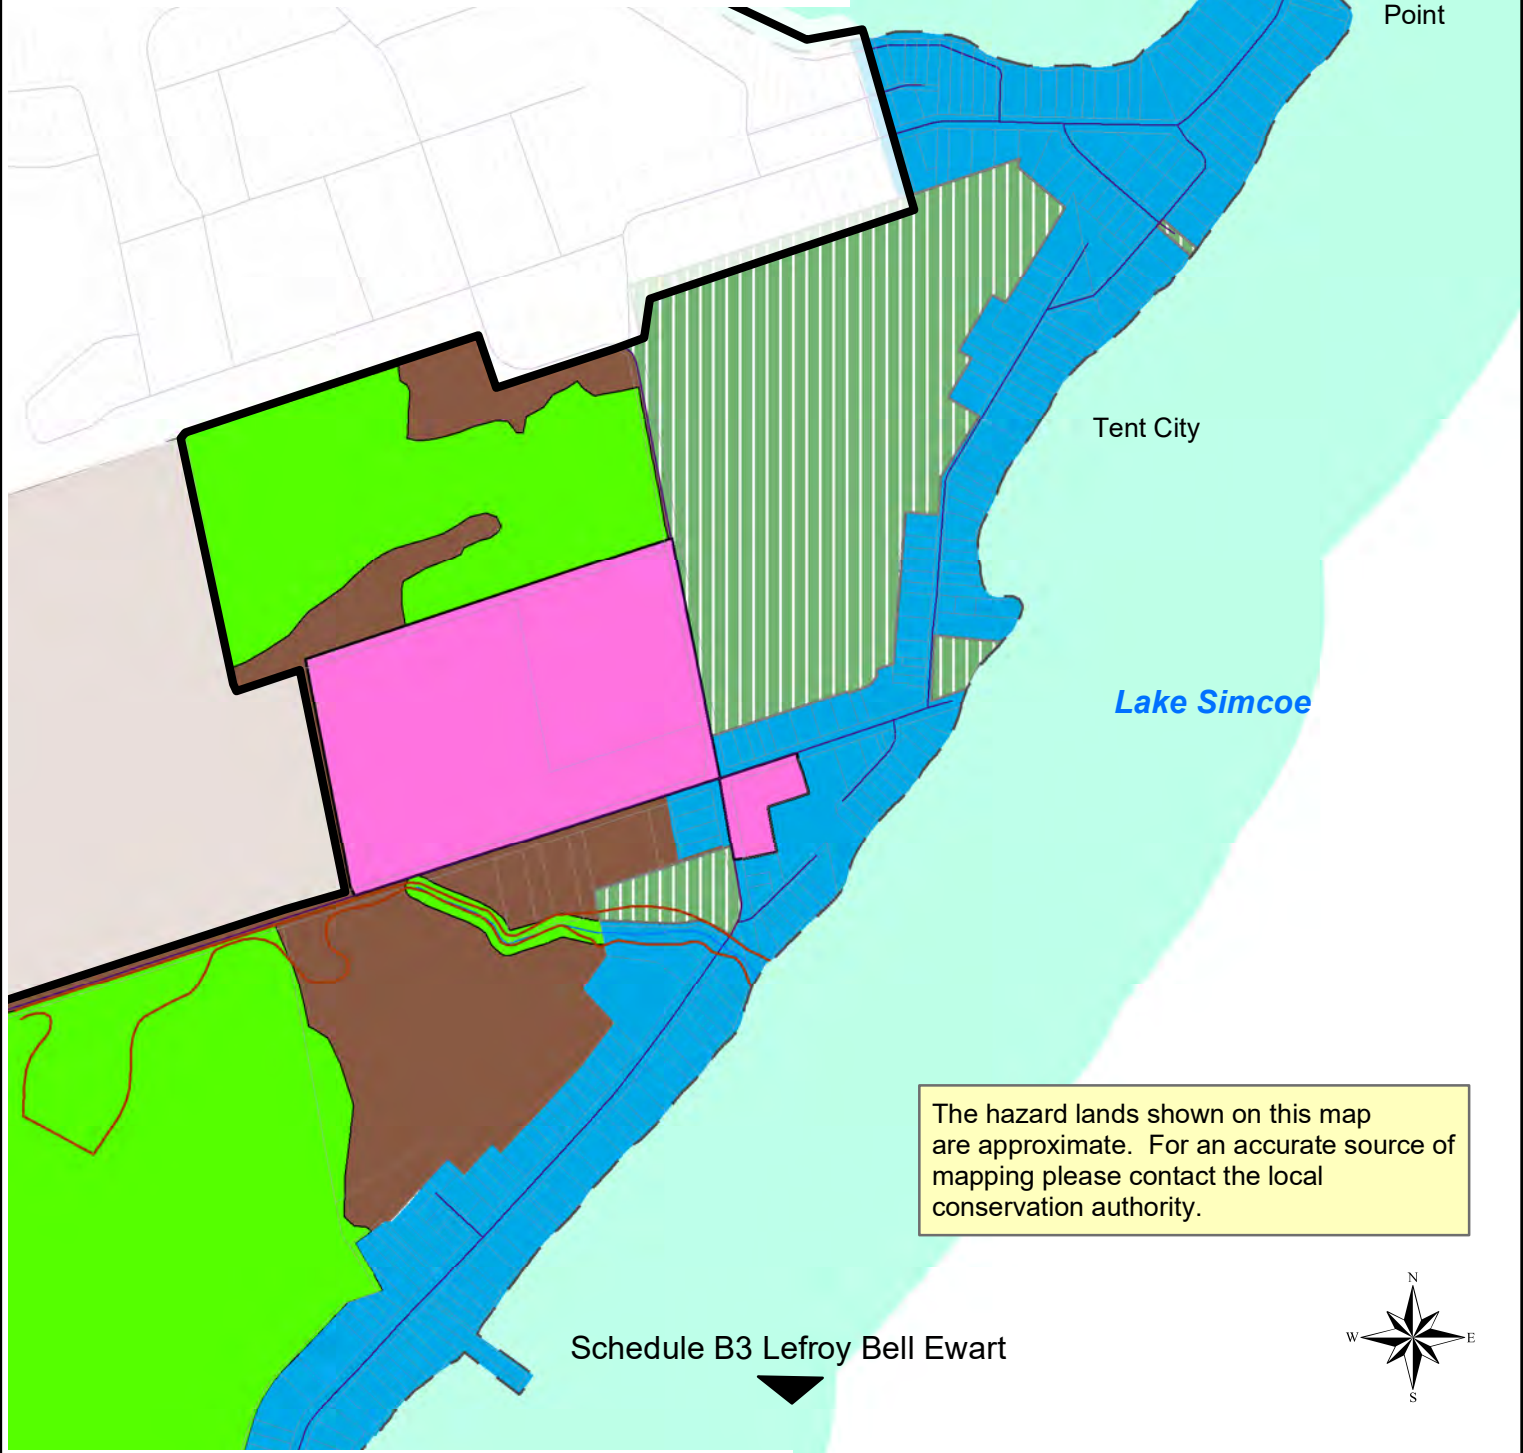 Point
Tent City
Lake Simcoe
The hazard lands shown on this map
are approximate.  For an accurate source of
mapping please contact the local
conservation authority.
N
W E
S
Schedule B3 Lefroy Bell Ewart